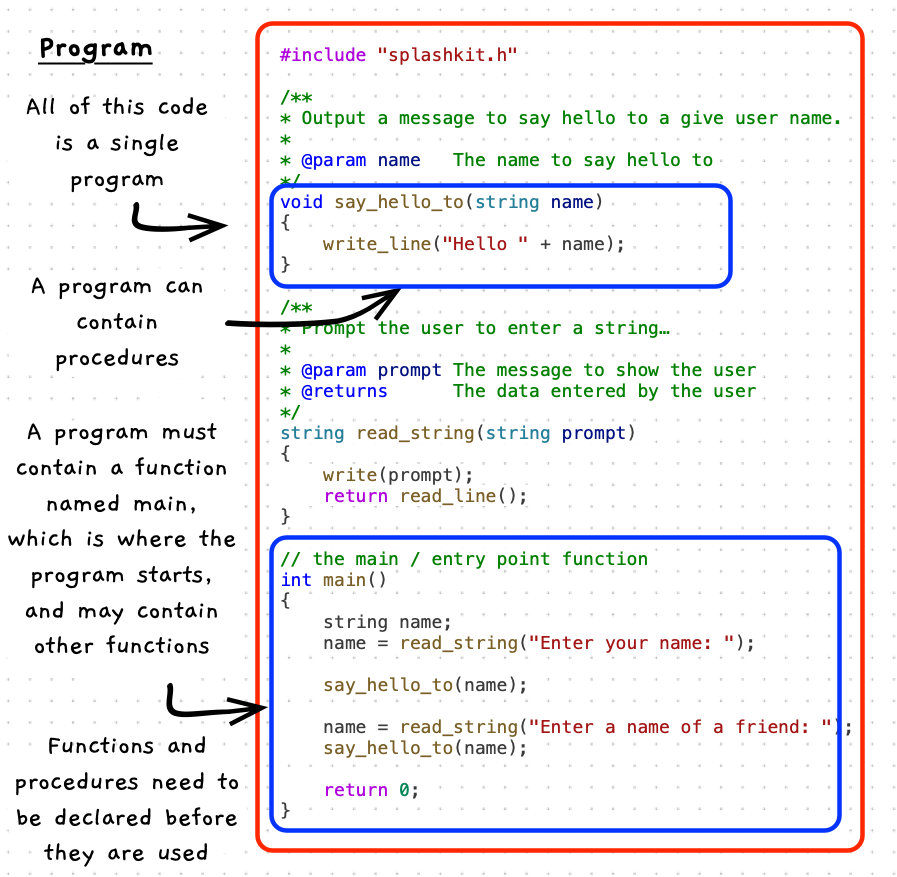 Program
All of this code
is a single
program
A program can
contain
procedures
A program must
contain a function
named main,
which is where the
program starts,
and may contain
other functions
Functions and
procedures need to
be declared before
they are used
#include "splashkit.h"
/**
* Output a message to say hello to a give user name.
*
* @param name   The name to say hello to
*/
void say_hello_to(string name)
{
    write_line("Hello " + name);
}
/**
* Prompt the user to enter a string…
*
* @param prompt The message to show the user
* @returns      The data entered by the user
*/
string read_string(string prompt)
{
    write(prompt);
    return read_line();
}
// the main / entry point function
int main()
{
    string name;
    name = read_string("Enter your name: ");
    say_hello_to(name);
    name = read_string("Enter a name of a friend: ");
    say_hello_to(name);
    return 0;
}